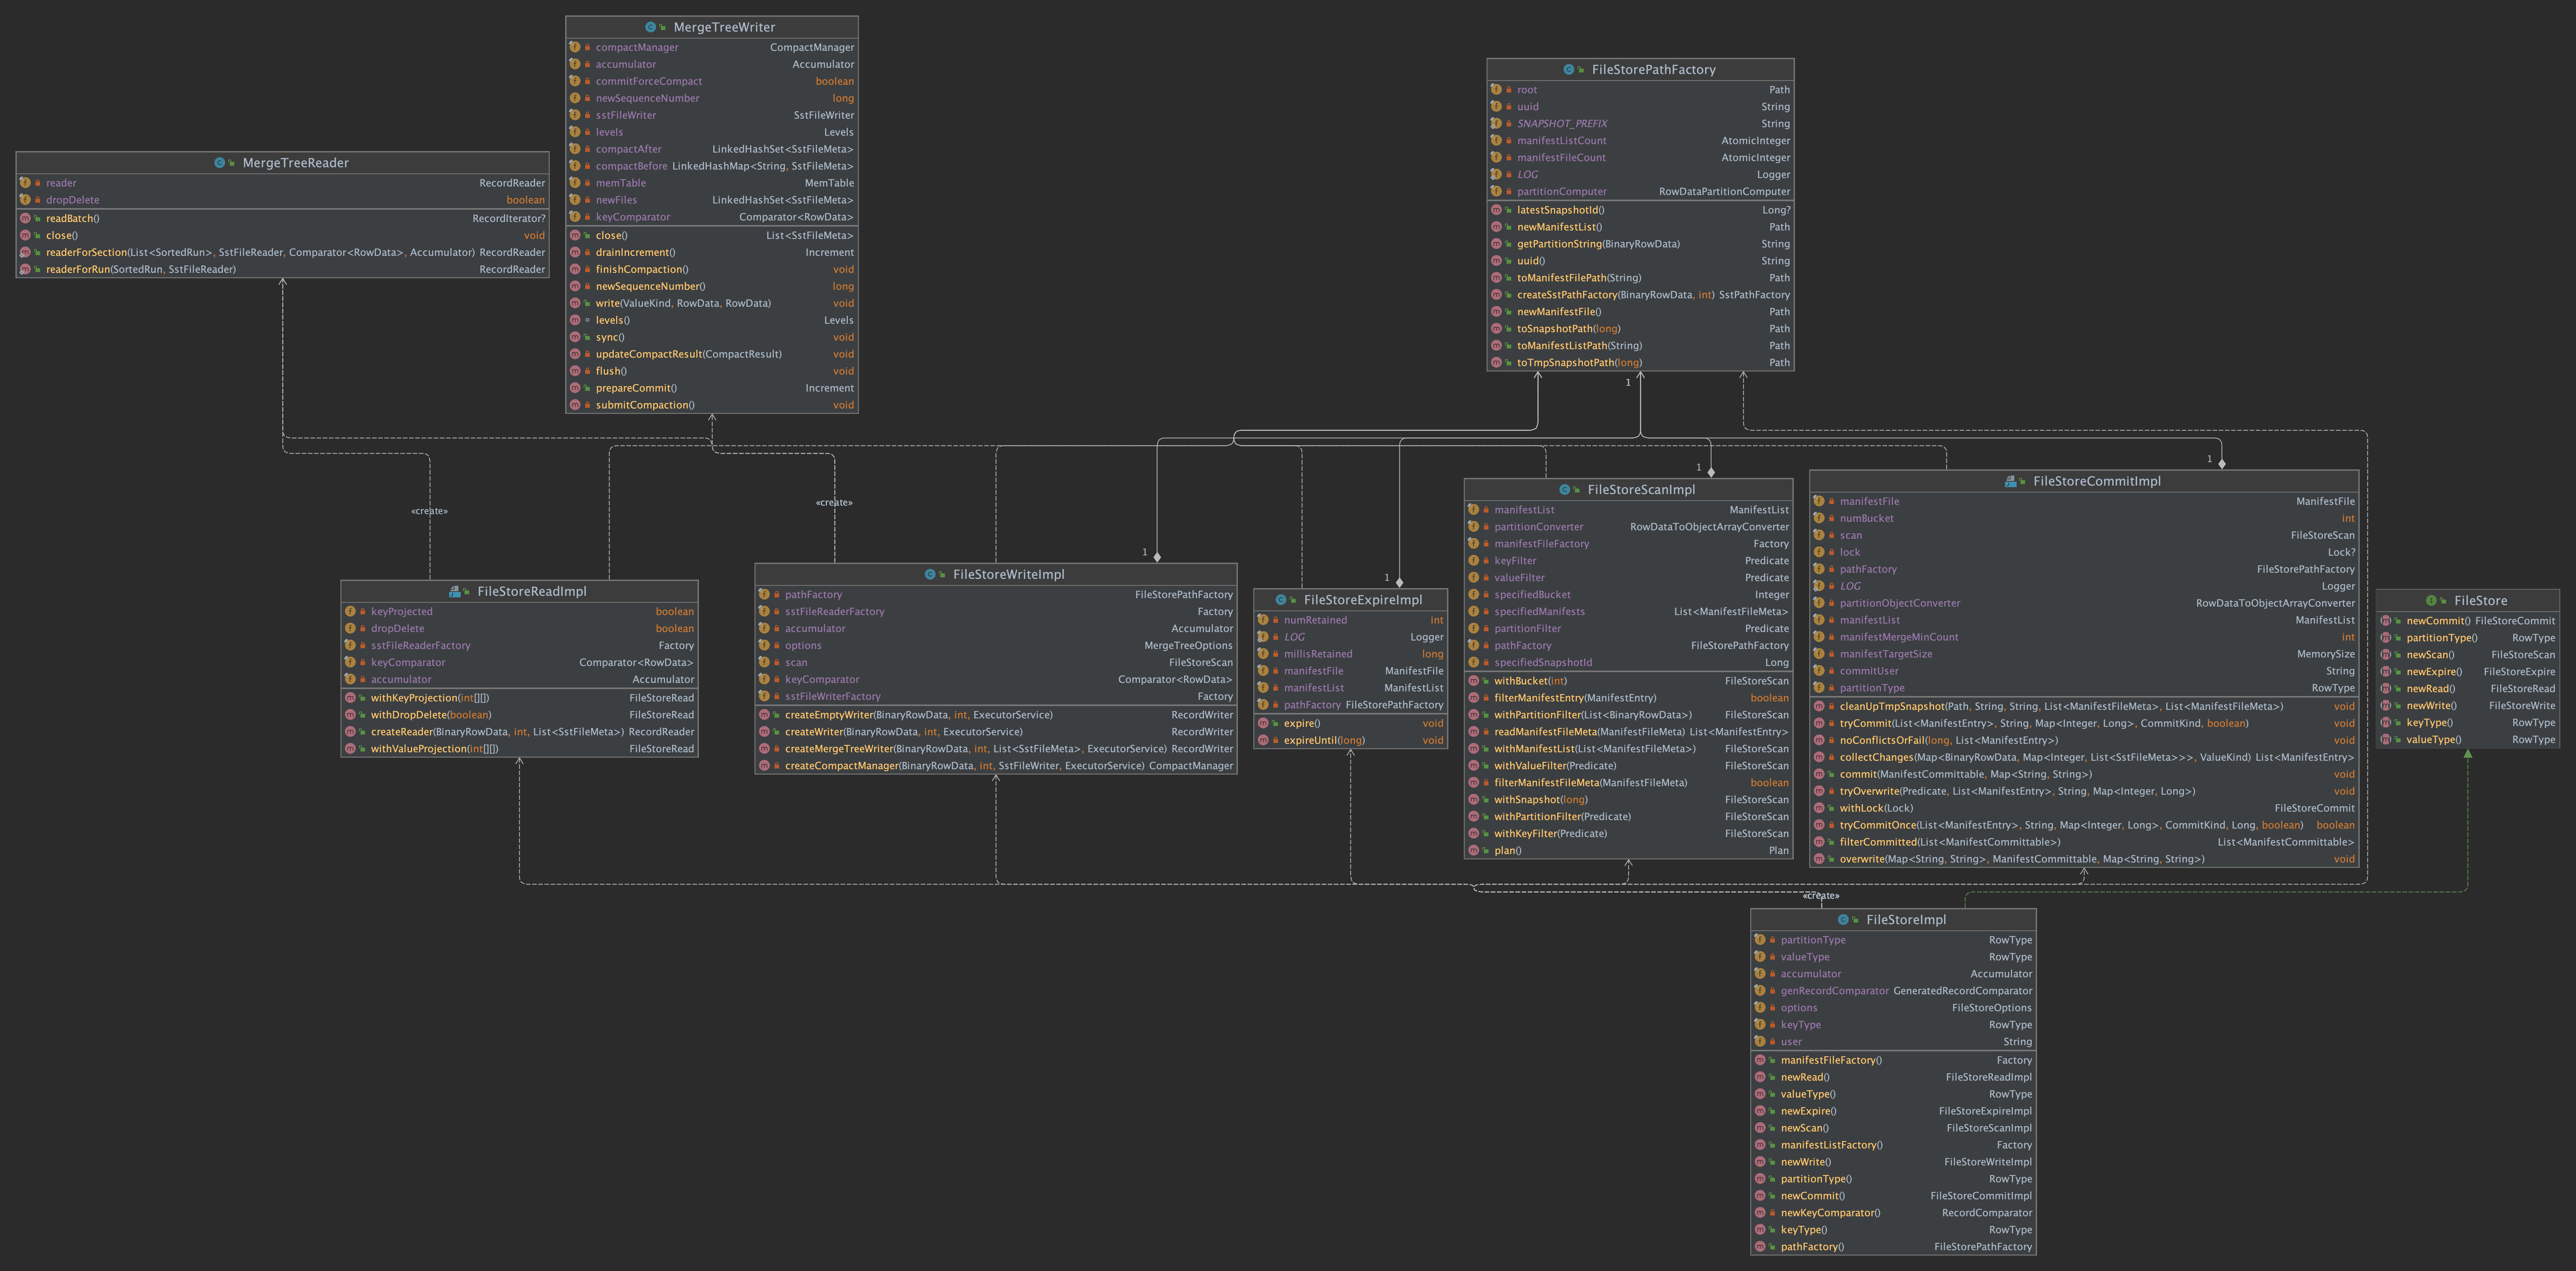 MergeTreeWriter
compactManager CompactManager
accumulator Accumulator
commitForceCompact boolean
newSequenceNumber long
sstFileWriter SstFileWriter
levels Levels
compactAfter LinkedHashSet<SstFileMeta>
compactBefore LinkedHashMap<String, SstFileMeta>
memTable MemTable
newFiles LinkedHashSet<SstFileMeta>
keyComparator Comparator<RowData>
close() List<SstFileMeta>
drainIncrement() Increment
finishCompaction() void
newSequenceNumber() long
write(ValueKind, RowData, RowData) void
levels() Levels
sync() void
updateCompactResult(CompactResult) void
flush() void
prepareCommit() Increment
submitCompaction() void
FileStorePathFactory
root Path
uuid String
SNAPSHOT_PREFIX String
manifestListCount AtomicInteger
manifestFileCount AtomicInteger
LOG Logger
partitionComputer RowDataPartitionComputer
latestSnapshotId() Long?
newManifestList() Path
getPartitionString(BinaryRowData) String
uuid() String
toManifestFilePath(String) Path
createSstPathFactory(BinaryRowData, int) SstPathFactory
newManifestFile() Path
toSnapshotPath(long) Path
toManifestListPath(String) Path
toTmpSnapshotPath(long) Path
MergeTreeReader
reader RecordReader
dropDelete boolean
readBatch() RecordIterator?
close() void
readerForSection(List<SortedRun>, SstFileReader, Comparator<RowData>, Accumulator) RecordReader
readerForRun(SortedRun, SstFileReader) RecordReader
1
1
1
1
1
«create»
«create»
FileStoreReadImpl
keyProjected boolean
dropDelete boolean
sstFileReaderFactory Factory
keyComparator Comparator<RowData>
accumulator Accumulator
withKeyProjection(int[][]) FileStoreRead
withDropDelete(boolean) FileStoreRead
createReader(BinaryRowData, int, List<SstFileMeta>) RecordReader
withValueProjection(int[][]) FileStoreRead
FileStoreWriteImpl
pathFactory FileStorePathFactory
sstFileReaderFactory Factory
accumulator Accumulator
options MergeTreeOptions
scan FileStoreScan
keyComparator Comparator<RowData>
sstFileWriterFactory Factory
createEmptyWriter(BinaryRowData, int, ExecutorService) RecordWriter
createWriter(BinaryRowData, int, ExecutorService) RecordWriter
createMergeTreeWriter(BinaryRowData, int, List<SstFileMeta>, ExecutorService) RecordWriter
createCompactManager(BinaryRowData, int, SstFileWriter, ExecutorService) CompactManager
FileStoreExpireImpl
numRetained int
LOG Logger
millisRetained long
manifestFile ManifestFile
manifestList ManifestList
pathFactory FileStorePathFactory
expire() void
expireUntil(long) void
FileStoreScanImpl
manifestList ManifestList
partitionConverter RowDataToObjectArrayConverter
manifestFileFactory Factory
keyFilter Predicate
valueFilter Predicate
specifiedBucket Integer
specifiedManifests List<ManifestFileMeta>
partitionFilter Predicate
pathFactory FileStorePathFactory
specifiedSnapshotId Long
withBucket(int) FileStoreScan
filterManifestEntry(ManifestEntry) boolean
withPartitionFilter(List<BinaryRowData>) FileStoreScan
readManifestFileMeta(ManifestFileMeta) List<ManifestEntry>
withManifestList(List<ManifestFileMeta>) FileStoreScan
withValueFilter(Predicate) FileStoreScan
filterManifestFileMeta(ManifestFileMeta) boolean
withSnapshot(long) FileStoreScan
withPartitionFilter(Predicate) FileStoreScan
withKeyFilter(Predicate) FileStoreScan
plan() Plan
FileStoreCommitImpl
manifestFile ManifestFile
numBucket int
scan FileStoreScan
lock Lock?
pathFactory FileStorePathFactory
LOG Logger
partitionObjectConverter RowDataToObjectArrayConverter
manifestList ManifestList
manifestMergeMinCount int
manifestTargetSize MemorySize
commitUser String
partitionType RowType
cleanUpTmpSnapshot(Path, String, String, List<ManifestFileMeta>, List<ManifestFileMeta>) void
tryCommit(List<ManifestEntry>, String, Map<Integer, Long>, CommitKind, boolean) void
noConflictsOrFail(long, List<ManifestEntry>) void
collectChanges(Map<BinaryRowData, Map<Integer, List<SstFileMeta>>>, ValueKind) List<ManifestEntry>
commit(ManifestCommittable, Map<String, String>) void
tryOverwrite(Predicate, List<ManifestEntry>, String, Map<Integer, Long>) void
withLock(Lock) FileStoreCommit
tryCommitOnce(List<ManifestEntry>, String, Map<Integer, Long>, CommitKind, Long, boolean) boolean
filterCommitted(List<ManifestCommittable>) List<ManifestCommittable>
overwrite(Map<String, String>, ManifestCommittable, Map<String, String>) void
FileStore
newCommit() FileStoreCommit
partitionType() RowType
newScan() FileStoreScan
newExpire() FileStoreExpire
newRead() FileStoreRead
newWrite() FileStoreWrite
keyType() RowType
valueType() RowType
«create»
FileStoreImpl
partitionType RowType
valueType RowType
accumulator Accumulator
genRecordComparator GeneratedRecordComparator
options FileStoreOptions
keyType RowType
user String
manifestFileFactory() Factory
newRead() FileStoreReadImpl
valueType() RowType
newExpire() FileStoreExpireImpl
newScan() FileStoreScanImpl
manifestListFactory() Factory
newWrite() FileStoreWriteImpl
partitionType() RowType
newCommit() FileStoreCommitImpl
newKeyComparator() RecordComparator
keyType() RowType
pathFactory() FileStorePathFactory